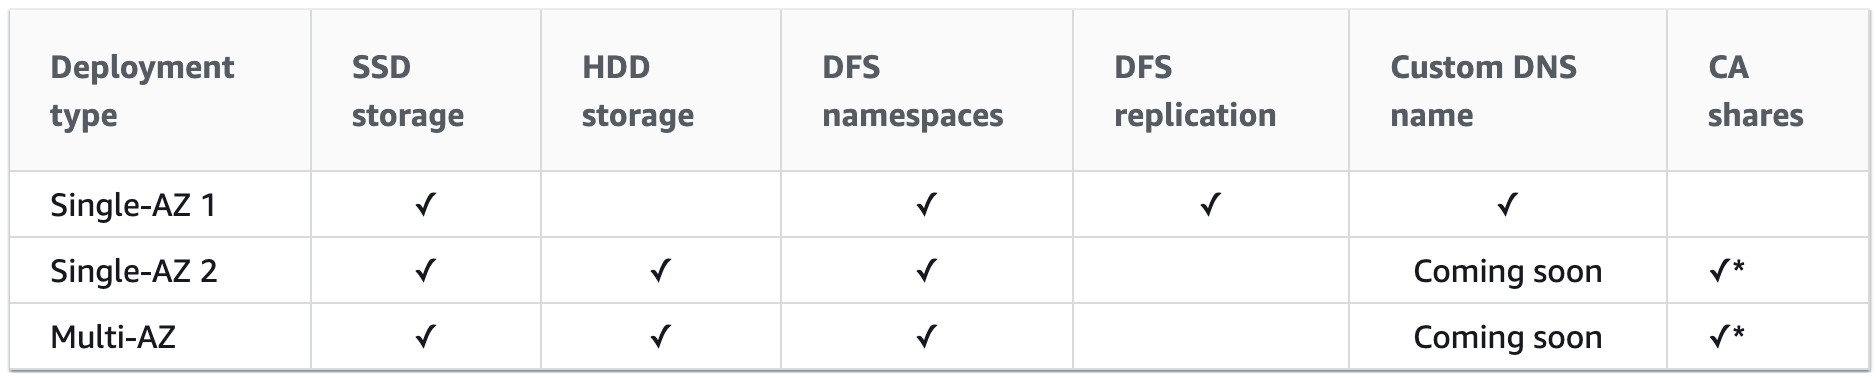 Deployment type SSD storage HDD storage DFS namespaces DFS replication Custom DNS name CA shares
Single-AZ 1 ✓ ✓ ✓ ✓
Single-AZ 2 ✓ ✓ ✓ Coming soon ✓*
Multi-AZ ✓ ✓ ✓ Coming soon ✓*